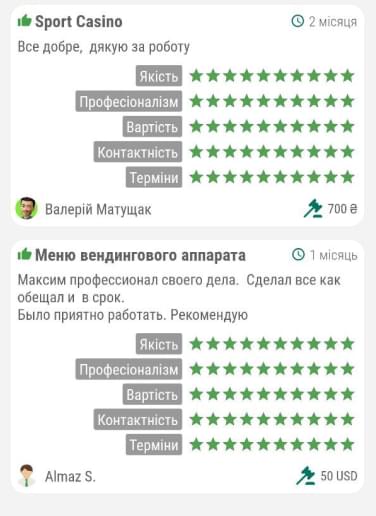 Sport Casino
2 місяця
Все добре, дякую за роботу
Якість
Професіоналізм
Вартість
Контактність
Терміни
Валерій Матущак
700 ₴
Меню вендингового аппарата
1 місяць
Максим профессионал своего дела. Сделал все как
обещал и в срок.
Было приятно работать. Рекомендую
Якість
Професіоналізм
Вартість
Контактність
Терміни
Almaz S.
50 USD